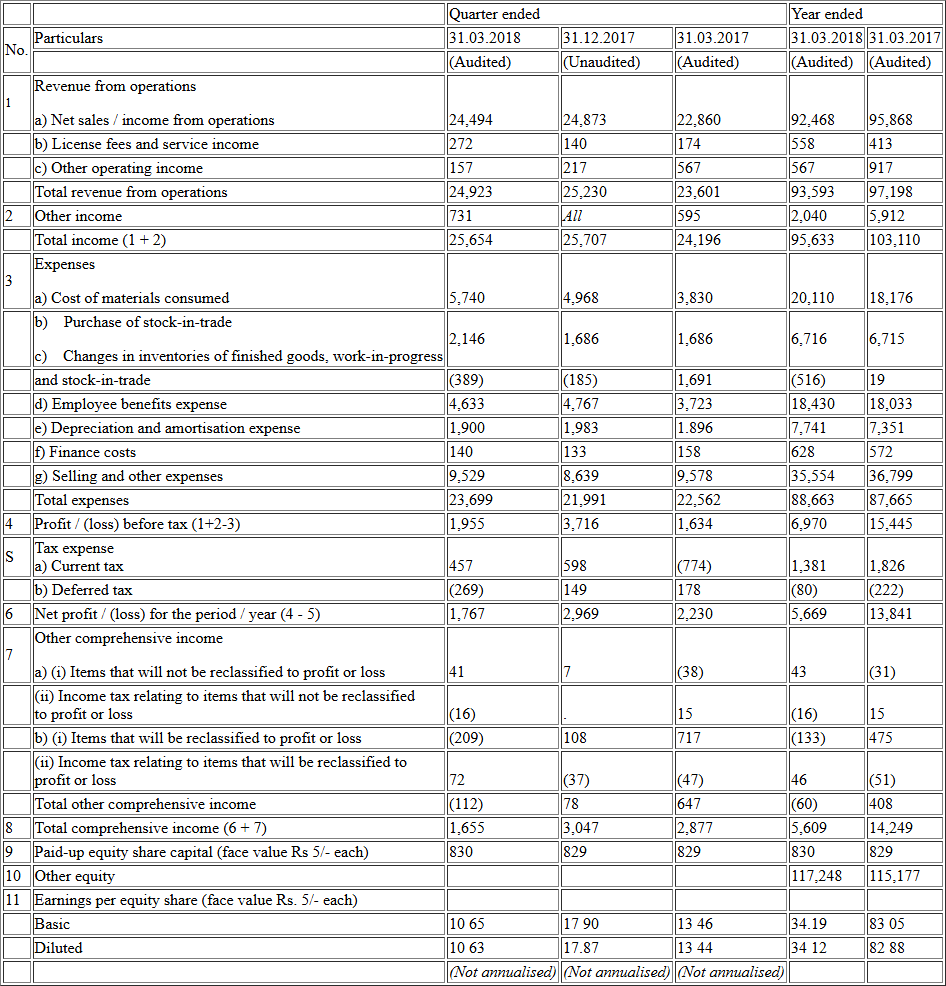 Quarter ended Year ended
No. Particulars 31.03.2018 31.12.2017 31.03.2017 31.03.2018 31.03.2017
(Audited) (Unaudited) (Audited) (Audited) (Audited)
1 Revenue from operations
a) Net sales / income from operations 24,494 24,873 22,860 92,468 95,868
b) License fees and service income 272 140 174 558 413
c) Other operating income 157 217 567 567 917
Total revenue from operations 24,923 25,230 23,601 93,593 97,198
2 Other income 731 All 595 2,040 5,912
Total income (1 + 2) 25,654 25,707 24,196 95,633 103,110
3 Expenses
a) Cost of materials consumed 5,740 4,968 3,830 20,110 18,176
b) Purchase of stock-in-trade 2,146 1,686 1,686 6,716 6,715
c) Changes in inventories of finished goods, work-in-progress
and stock-in-trade (389) (185) 1,691 (516) 19
d) Employee benefits expense 4,633 4,767 3,723 18,430 18,033
e) Depreciation and amortisation expense 1,900 1,983 1.896 7,741 7,351
f) Finance costs 140 133 158 628 572
g) Selling and other expenses 9,529 8,639 9,578 35,554 36,799
Total expenses 23,699 21,991 22,562 88,663 87,665
4 Profit / (loss) before tax (1+2-3) 1,955 3,716 1,634 6,970 15,445
S Tax expense
a) Current tax 457 598 (774) 1,381 1,826
b) Deferred tax (269) 149 178 (80) (222)
6 Net profit / (loss) for the period / year (4 - 5) 1,767 2,969 2,230 5,669 13,841
7 Other comprehensive income
a) (i) Items that will not be reclassified to profit or loss 41 7 (38) 43 (31)
(ii) Income tax relating to items that will not be reclassified
to profit or loss (16) . 15 (16) 15
b) (i) Items that will be reclassified to profit or loss (209) 108 717 (133) 475
(ii) Income tax relating to items that will be reclassified to
profit or loss 72 (37) (47) 46 (51)
Total other comprehensive income (112) 78 647 (60) 408
8 Total comprehensive income (6 + 7) 1,655 3,047 2,877 5,609 14,249
9 Paid-up equity share capital (face value Rs 5/- each) 830 829 829 830 829
10 Other equity 117,248 115,177
11 Earnings per equity share (face value Rs. 5/- each)
Basic 10 65 17 90 13 46 34.19 83 05
Diluted 10 63 17.87 13 44 34 12 82 88
(Not annualised) (Not annualised) (Not annualised)